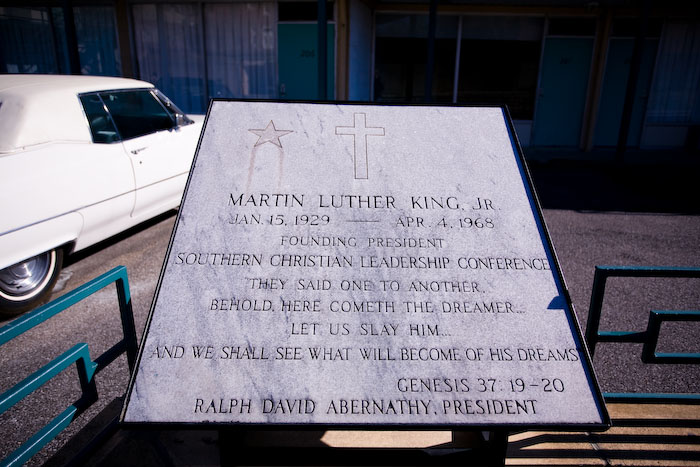 MARTIN LUTHER KING, JR.
JAN. 15, 1929 — APR. 4, 1968
FOUNDING PRESIDENT
SOUTHERN CHRISTIAN LEADERSHIP CONFERENCE
THEY SAID ONE TO ANOTHER,
BEHOLD, HERE COMETH THE DREAMER...
LET US SLAY HIM...
AND WE SHALL SEE WHAT WILL BECOME OF HIS DREAMS
GENESIS 37: 19-20
RALPH DAVID ABERNATHY, PRESIDENT